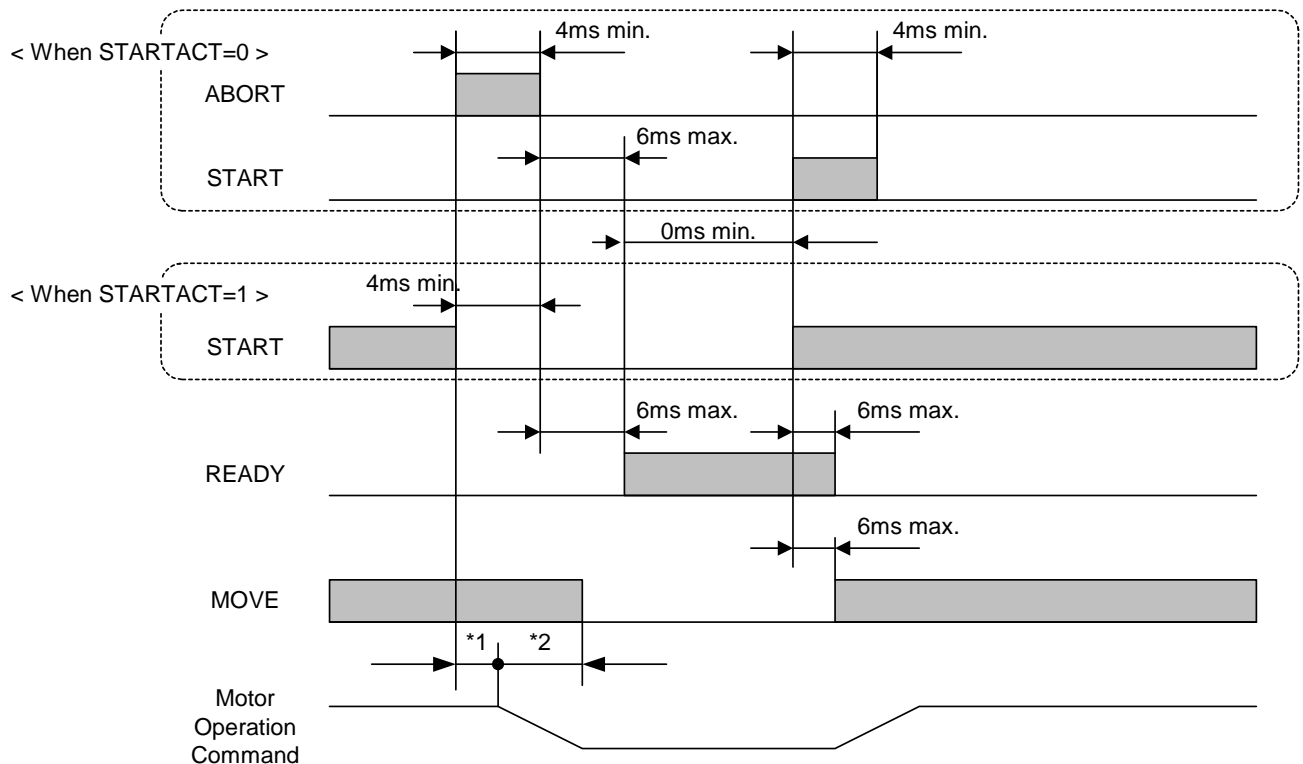 4ms min.
4ms min.
< When STARTACT=0 >
ABORT
6ms max.
START
0ms min.
4ms min.
< When STARTACT=1 >
START
6ms max.
6ms max.
READY
6ms max.
MOVE
*1
*2
Motor
Operation
Command